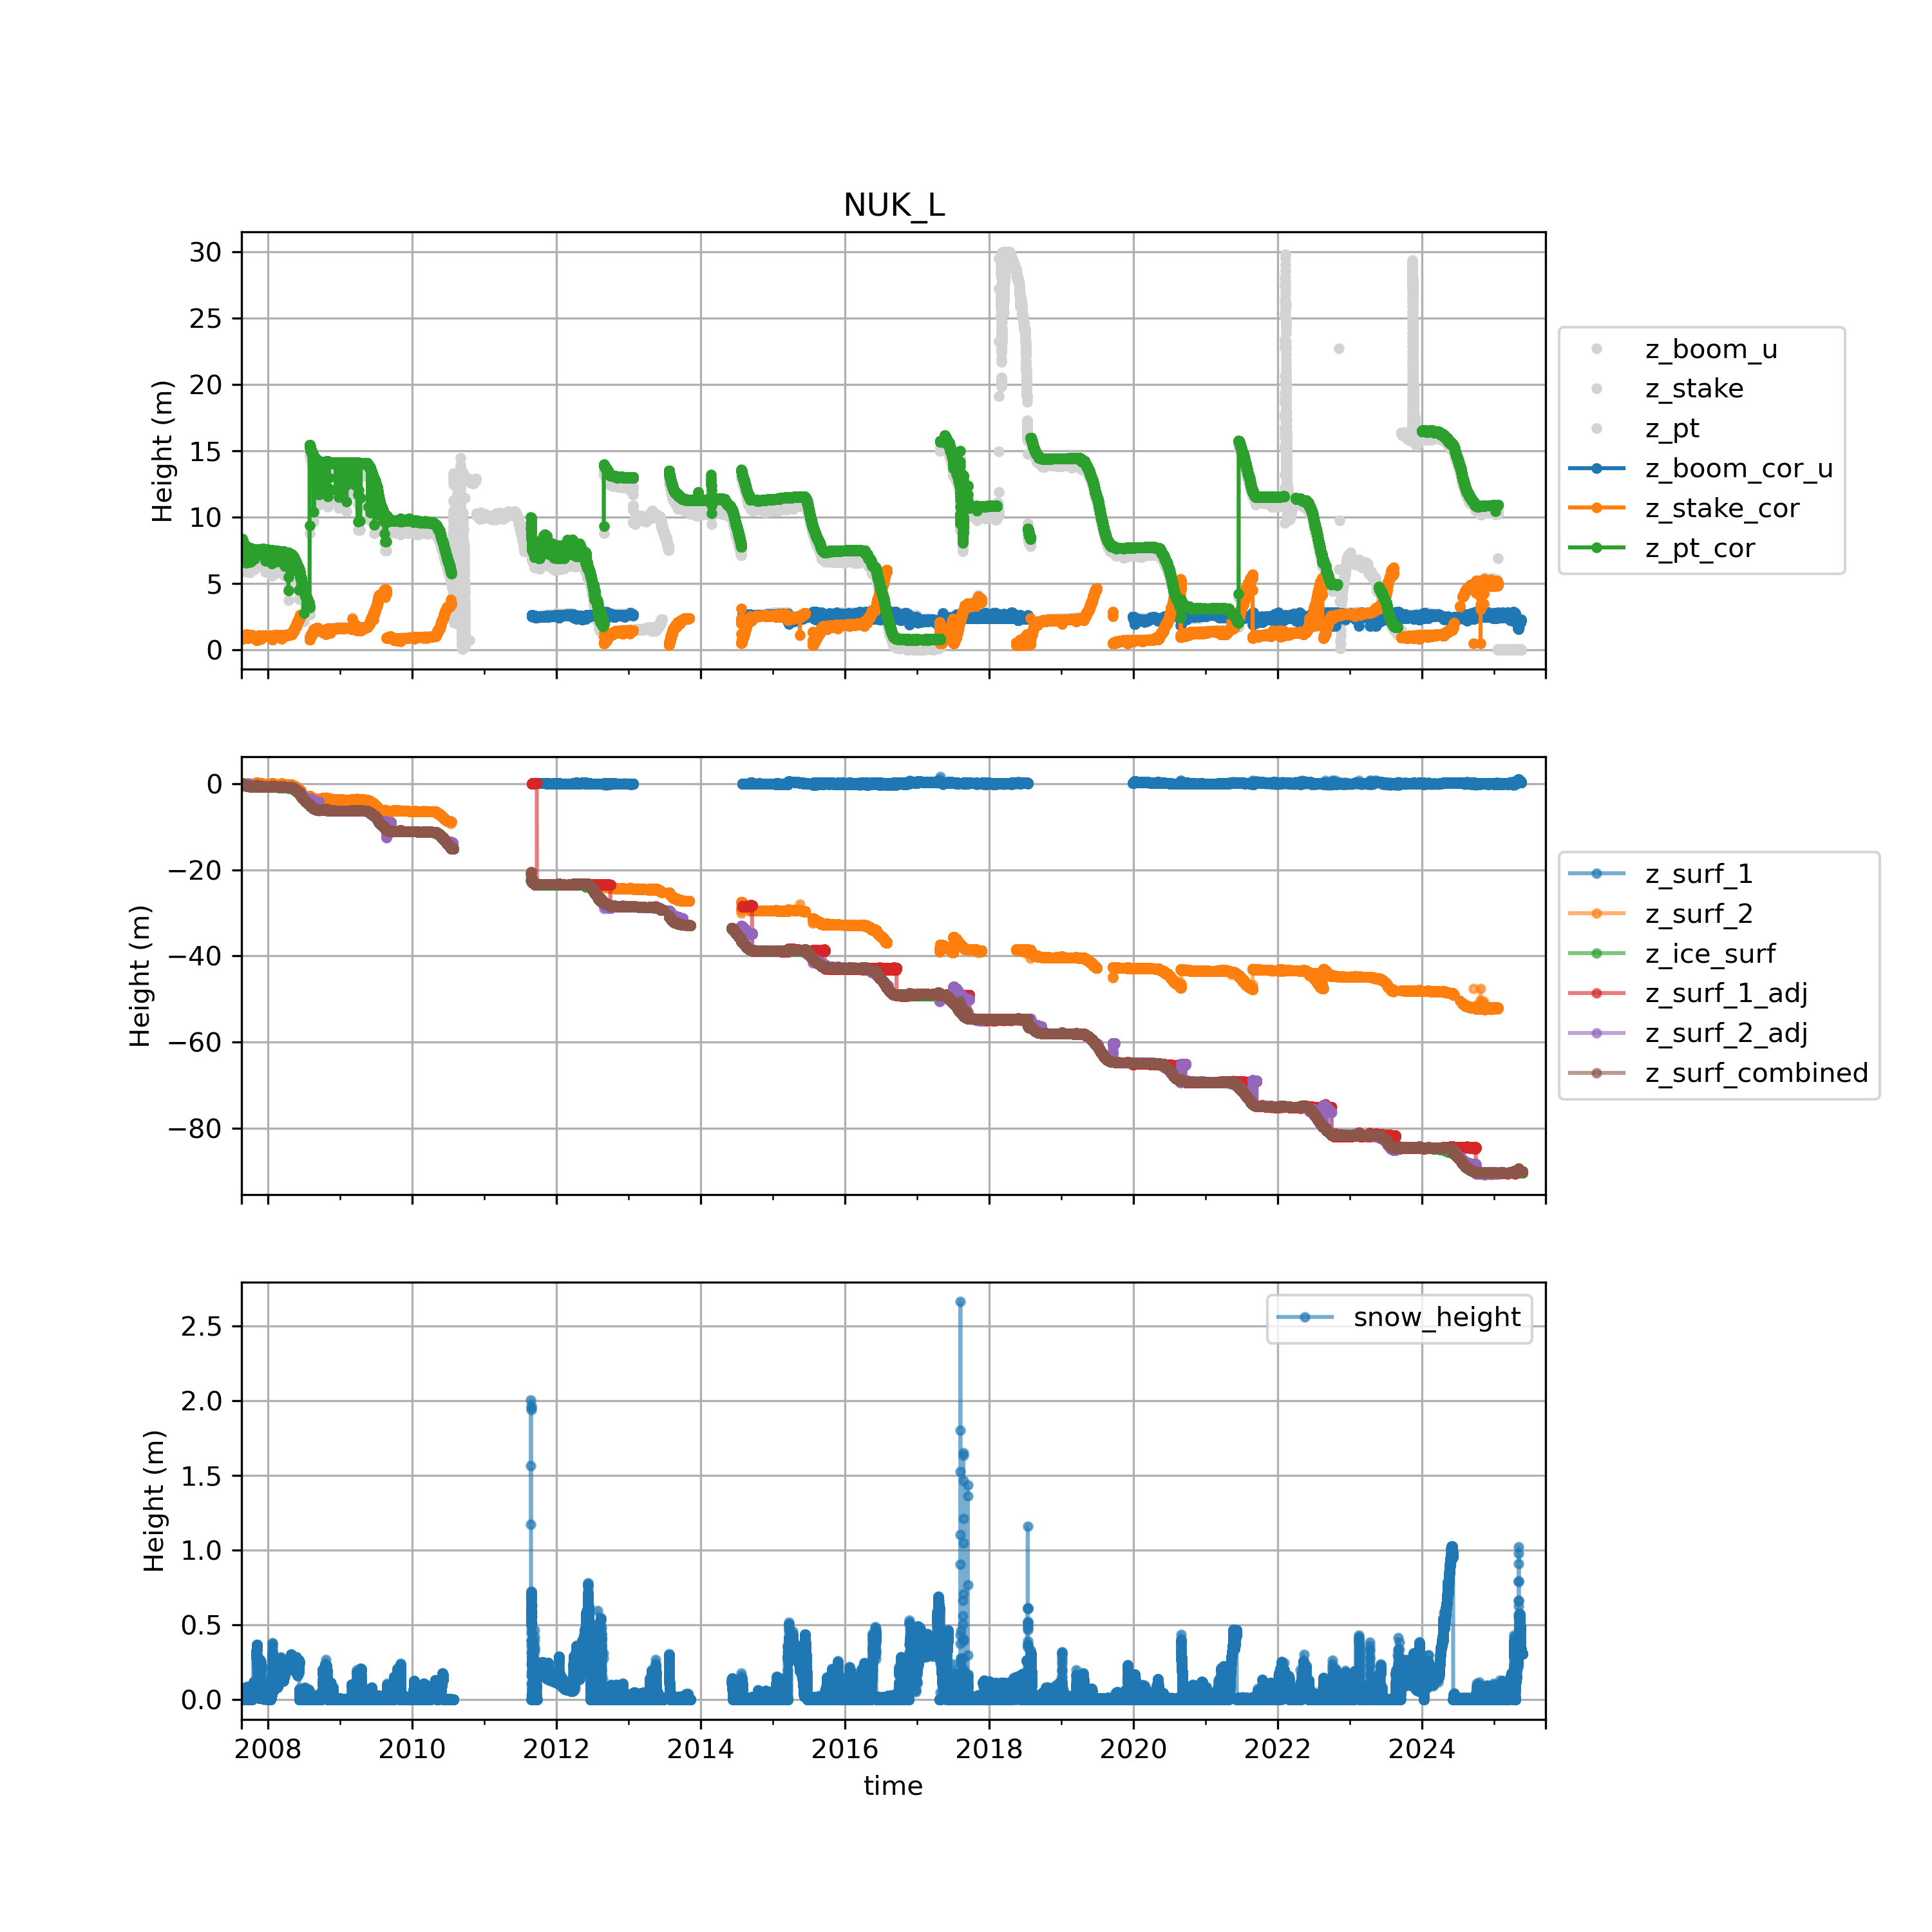 NUK_L
30
25
20
15
10
5
0
Height (m)
z_boom_u
z_stake
z_pt
z_boom_cor_u
z_stake_cor
z_pt_cor
0
−20
−40
−60
−80
Height (m)
z_surf_1
z_surf_2
z_ice_surf
z_surf_1_adj
z_surf_2_adj
z_surf_combined
2.5
2.0
1.5
1.0
0.5
0.0
Height (m)
snow_height
2008 2010 2012 2014 2016 2018 2020 2022 2024
time